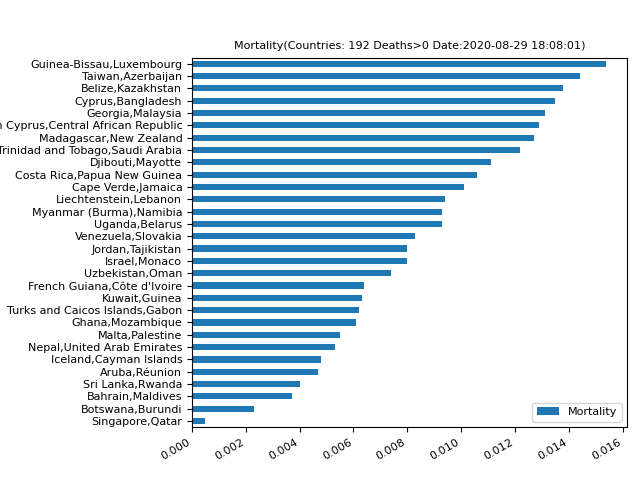 Mortality(Countries: 192 Deaths>0 Date:2020-08-29 18:08:01)
Guinea-Bissau,Luxembourg
Taiwan,Azerbaijan
Belize,Kazakhstan
Cyprus,Bangladesh
Georgia,Malaysia
Cyprus,Central African Republic
Madagascar,New Zealand
Trinidad and Tobago,Saudi Arabia
Djibouti,Mayotte
Costa Rica,Papua New Guinea
Cape Verde,Jamaica
Liechtenstein,Lebanon
Myanmar (Burma),Namibia
Uganda,Belarus
Venezuela,Slovakia
Jordan,Tajikistan
Israel,Monaco
Uzbekistan,Oman
French Guiana,Côte d'Ivoire
Kuwait,Guinea
Turks and Caicos Islands,Gabon
Ghana,Mozambique
Malta,Palestine
Nepal,United Arab Emirates
Iceland,Cayman Islands
Aruba,Réunion
Sri Lanka,Rwanda
Bahrain,Maldives
Botswana,Burundi
Singapore,Qatar
Mortality
0.000 0.002 0.004 0.006 0.008 0.010 0.012 0.014 0.016